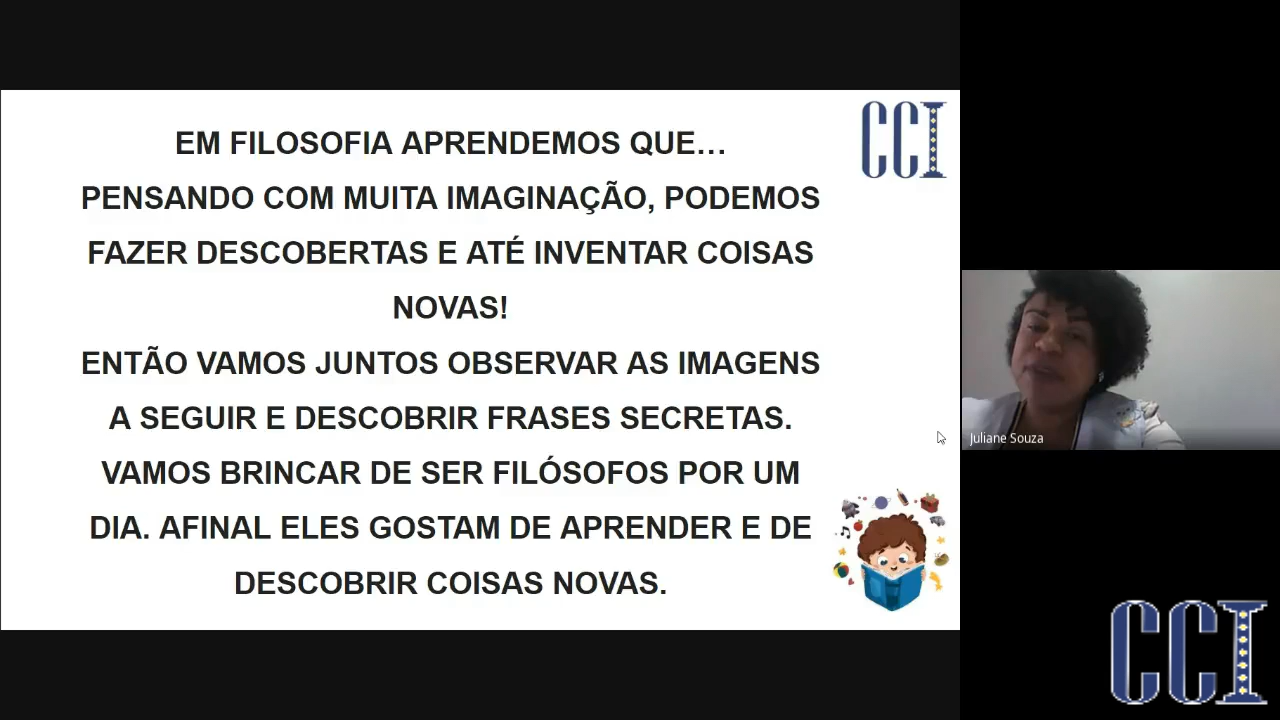 EM FILOSOFIA APRENDEMOS QUE...
PENSANDO COM MUITA IMAGINAÇÃO, PODEMOS
FAZER DESCOBERTAS E ATÉ INVENTAR COISAS
NOVAS!
ENTÃO VAMOS JUNTOS OBSERVAR AS IMAGENS
A SEGUIR E DESCOBRIR FRASES SECRETAS.
VAMOS BRINCAR DE SER FILÓSOFOS POR UM
DIA. AFINAL ELES GOSTAM DE APRENDER E DE
DESCOBRIR COISAS NOVAS.
CCI
Juliane Souza
CCI